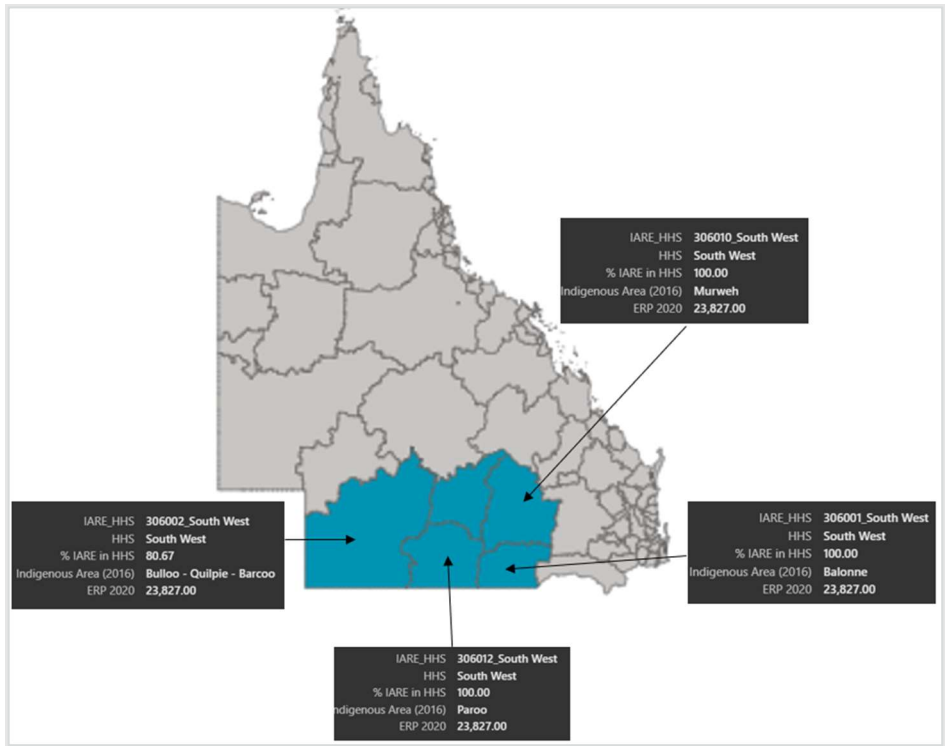 IARE_HHS 306010_South West
HHS South West
% IARE in HHS 100.00
Indigenous Area (2016) Murweh
ERP 2020 23,827.00
IARE_HHS 306002_South West
HHS South West
% IARE in HHS 80.67
Indigenous Area (2016) Bulloo - Quilpie - Barcoo
ERP 2020 23,827.00
IARE_HHS 306001_South West
HHS South West
% IARE in HHS 100.00
Indigenous Area (2016) Balonne
ERP 2020 23,827.00
IARE_HHS 306012_South West
HHS South West
% IARE in HHS 100.00
ndigenous Area (2016) Paroo
ERP 2020 23,827.00